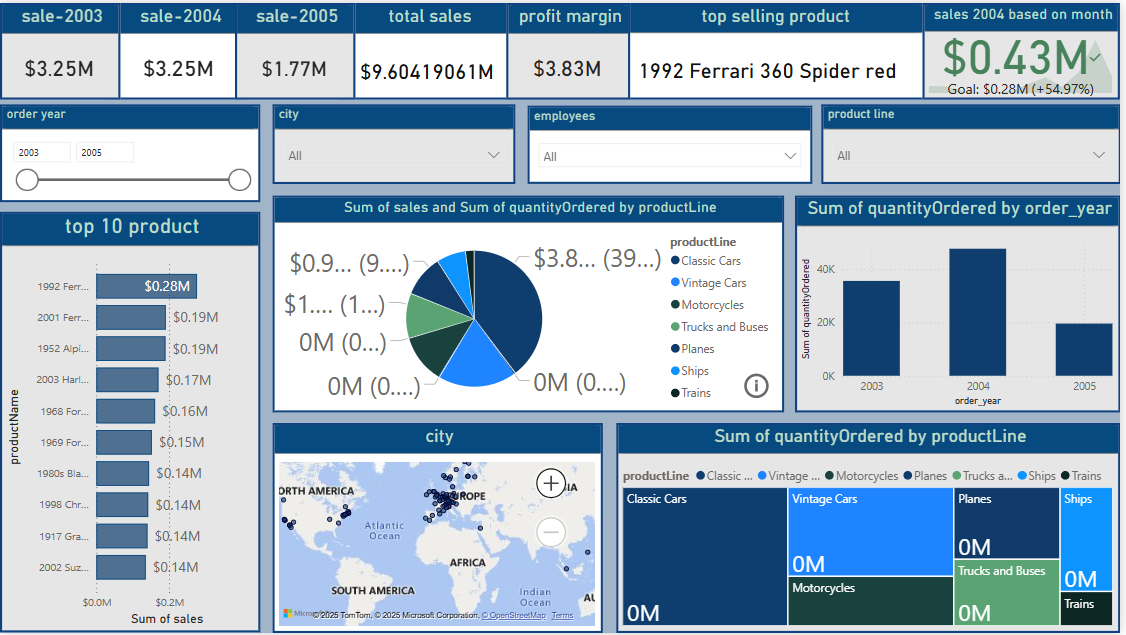 sale-2003
sale-2004
sale-2005
total sales
profit margin
top selling product
sales 2004 based on month
$3.25M
$3.25M
$1.77M
$9.60419061M
$3.83M
1992 Ferrari 360 Spider red
$0.43M
Goal: $0.28M (+54.97%)
order year
2003
2005
city
All
employees
All
product line
All
top 10 product
productName
1992 Ferr...
$0.28M
2001 Ferr...
$0.19M
1952 Alpi...
$0.19M
2003 Harl...
$0.17M
1968 For...
$0.16M
1969 For...
$0.15M
1980s Bla...
$0.14M
1998 Chr...
$0.14M
1917 Gra...
$0.14M
2002 Suz...
$0.14M
$0.0M
$0.2M
Sum of sales
Sum of sales and Sum of quantityOrdered by productLine
$0.9... (9....)
$1.... (1...)
0M (0...)
0M (0....)
$3.8... (39...)
0M (0....)
productLine
Classic Cars
Vintage Cars
Motorcycles
Trucks and Buses
Planes
Ships
Trains
Sum of quantityOrdered by order_year
Sum of quantityOrdered
40K
20K
0K
2003
2004
2005
order_year
city
ORTH AMERICA
ROPE
IA
Atlantic
Ocean
AFRICA
SOUTH AMERICA
Indian
Ocean
AU
Microsoft
© 2025 TomTom, © 2025 Microsoft Corporation, © OpenStreetMap Terms
Sum of quantityOrdered by productLine
productLine
Classic ...
Vintage ...
Motorcycles
Planes
Trucks a...
Ships
Trains
Classic Cars
0M
Vintage Cars
0M
Motorcycles
Planes
0M
Trucks and Buses
0M
Ships
0M
Trains